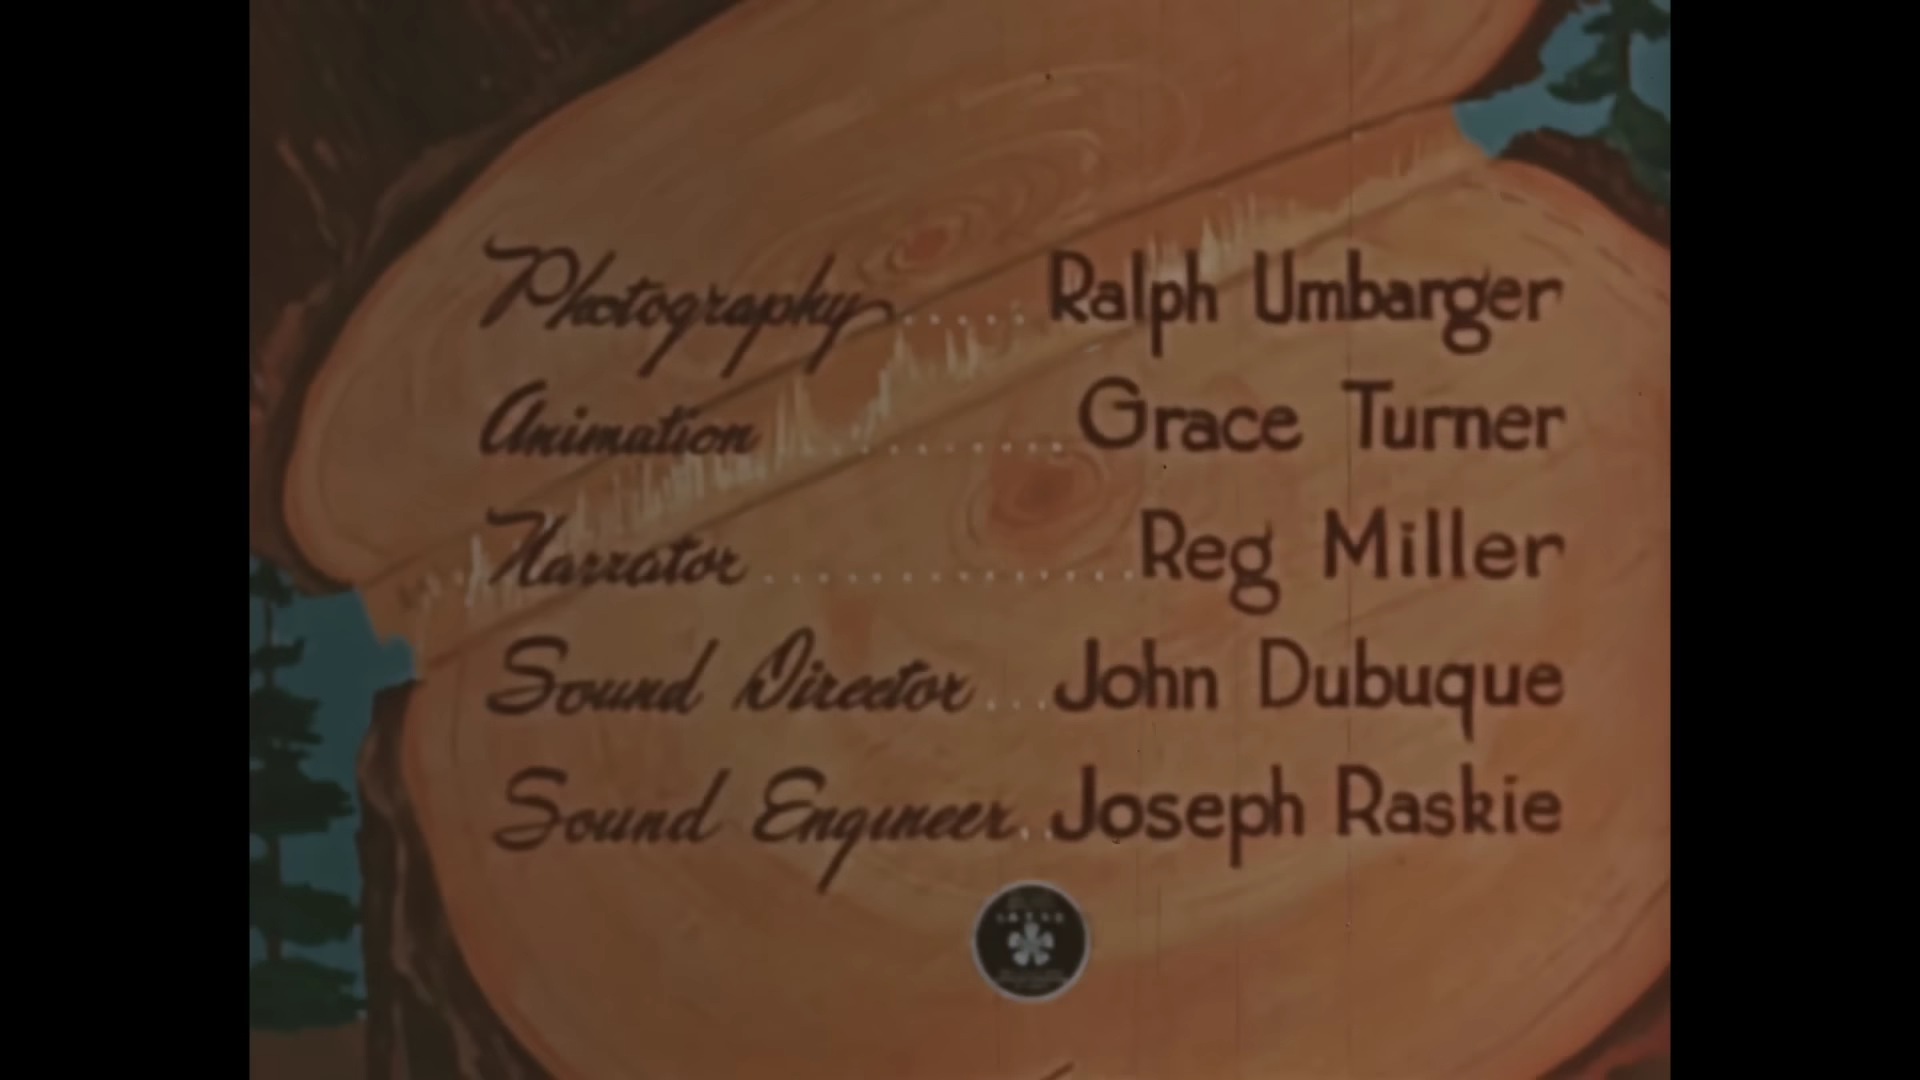 Photography ..... Ralph Umbarger
Animation ......... Grace Turner
Narrator ............. Reg Miller
Sound Director ... John Dubuque
Sound Engineer .. Joseph Raskie